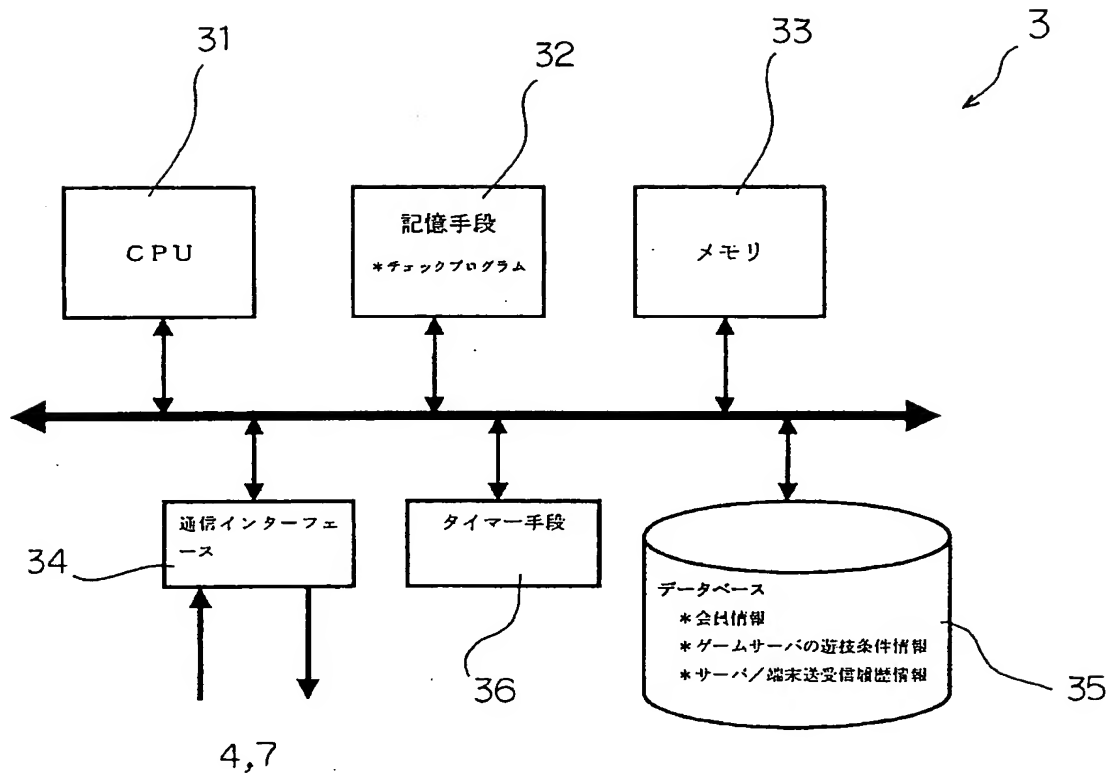 31
32
33
3
CPU
記憶手段
*チェックプログラム
メモリ
通信インターフェ
ース
34
タイマー手段
36
データベース
*会員情報
*ゲームサーバの遊技条件情報
*サーバ/端末送受信履歴情報
35
4,7